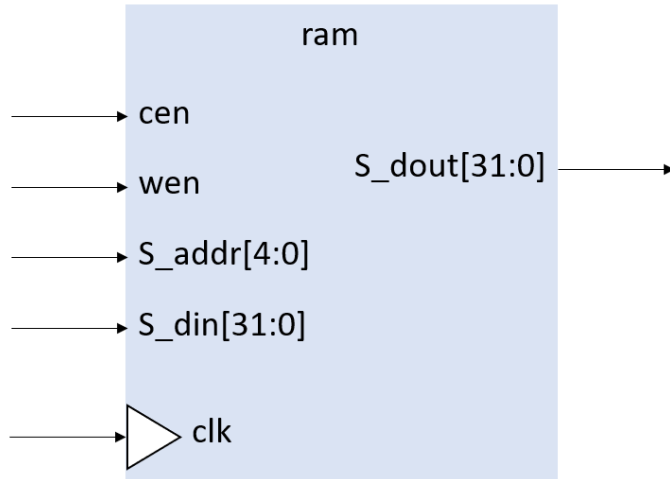 ram
cen
wen
S_dout[31:0]
S_addr[4:0]
S_din[31:0]
clk